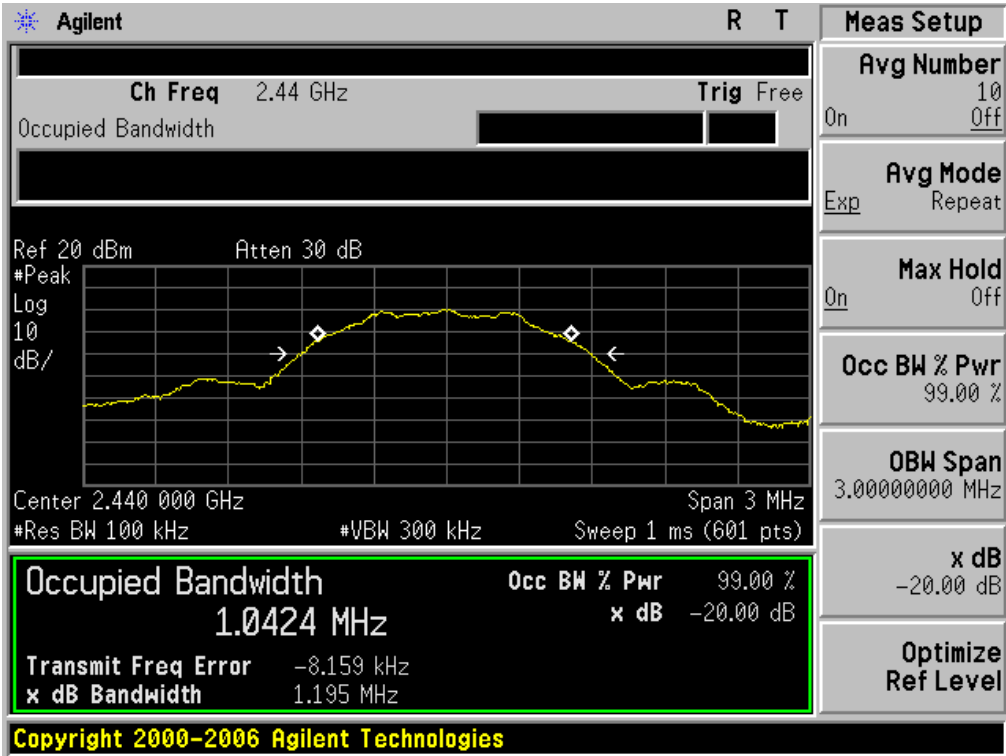 Agilent R T
Ch Freq 2.44 GHz Trig Free
Occupied Bandwidth
Ref 20 dBm Atten 30 dB
#Peak
Log
10
dB/
Center 2.440 000 GHz Span 3 MHz
#Res BW 100 kHz #VBW 300 kHz Sweep 1 ms (601 pts)
Occupied Bandwidth
1.0424 MHz
Occ BW % Pwr 99.00 %
x dB -20.00 dB
Transmit Freq Error -8.159 kHz
x dB Bandwidth 1.195 MHz
Copyright 2000-2006 Agilent Technologies
Meas Setup
Avg Number
10
On Off
Avg Mode
Exp Repeat
Max Hold
On Off
Occ BW % Pwr
99.00 %
OBW Span
3.00000000 MHz
x dB
-20.00 dB
Optimize
Ref Level